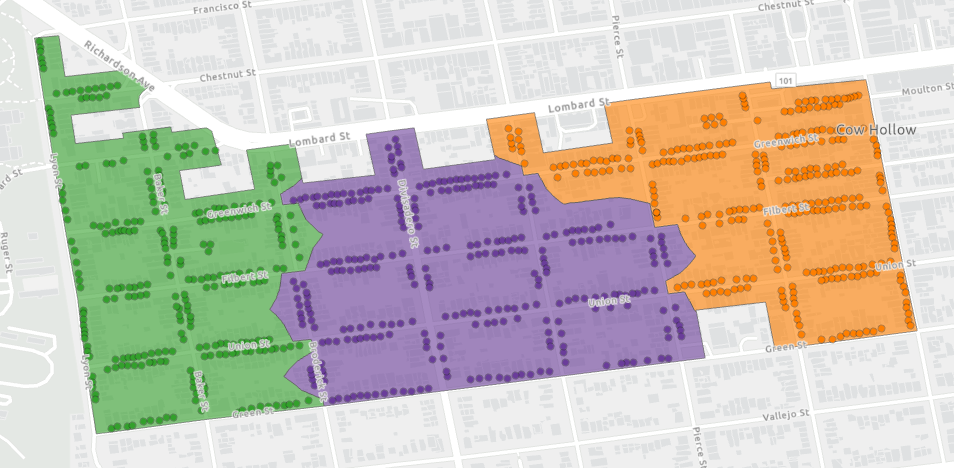 Francisco St
Chestnut St
Richardson Ave
Pierce St
Chestnut St
101
Moulton St
Lombard St
Lombard St
Cow Hollow
Greenwich St
Lyon St
ard St
Baker St
Divisadero St
Greenwich St
Filbert St
Ruger St
Filbert St
Union St
Union St
Union St
Green St
Lyon St
Broderick St
Baker St
Green St
Vallejo St
Pierce St